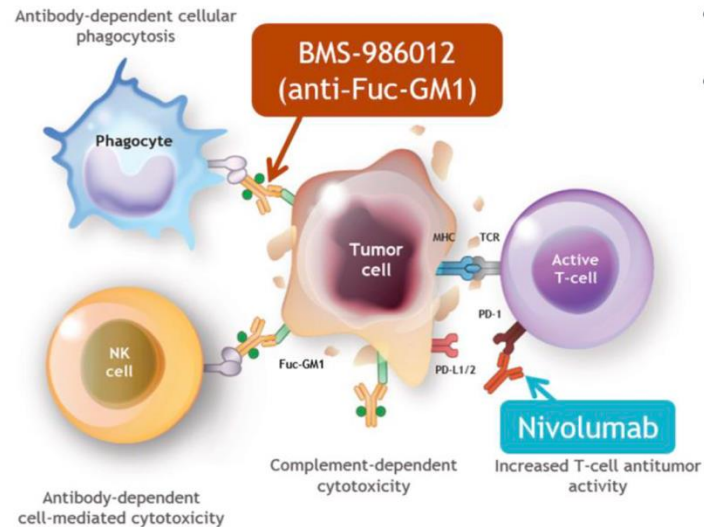 Antibody-dependent cellular
phagocytosis
BMS-986012
(anti-Fuc-GM1)
Phagocyte
Tumor
cell
MHC
TCR
Active
T-cell
PD-1
NK
cell
Fuc-GM1
PD-L1/2
Nivolumab
Complement-dependent
cytotoxicity
Increased T-cell antitumor
activity
Antibody-dependent
cell-mediated cytotoxicity